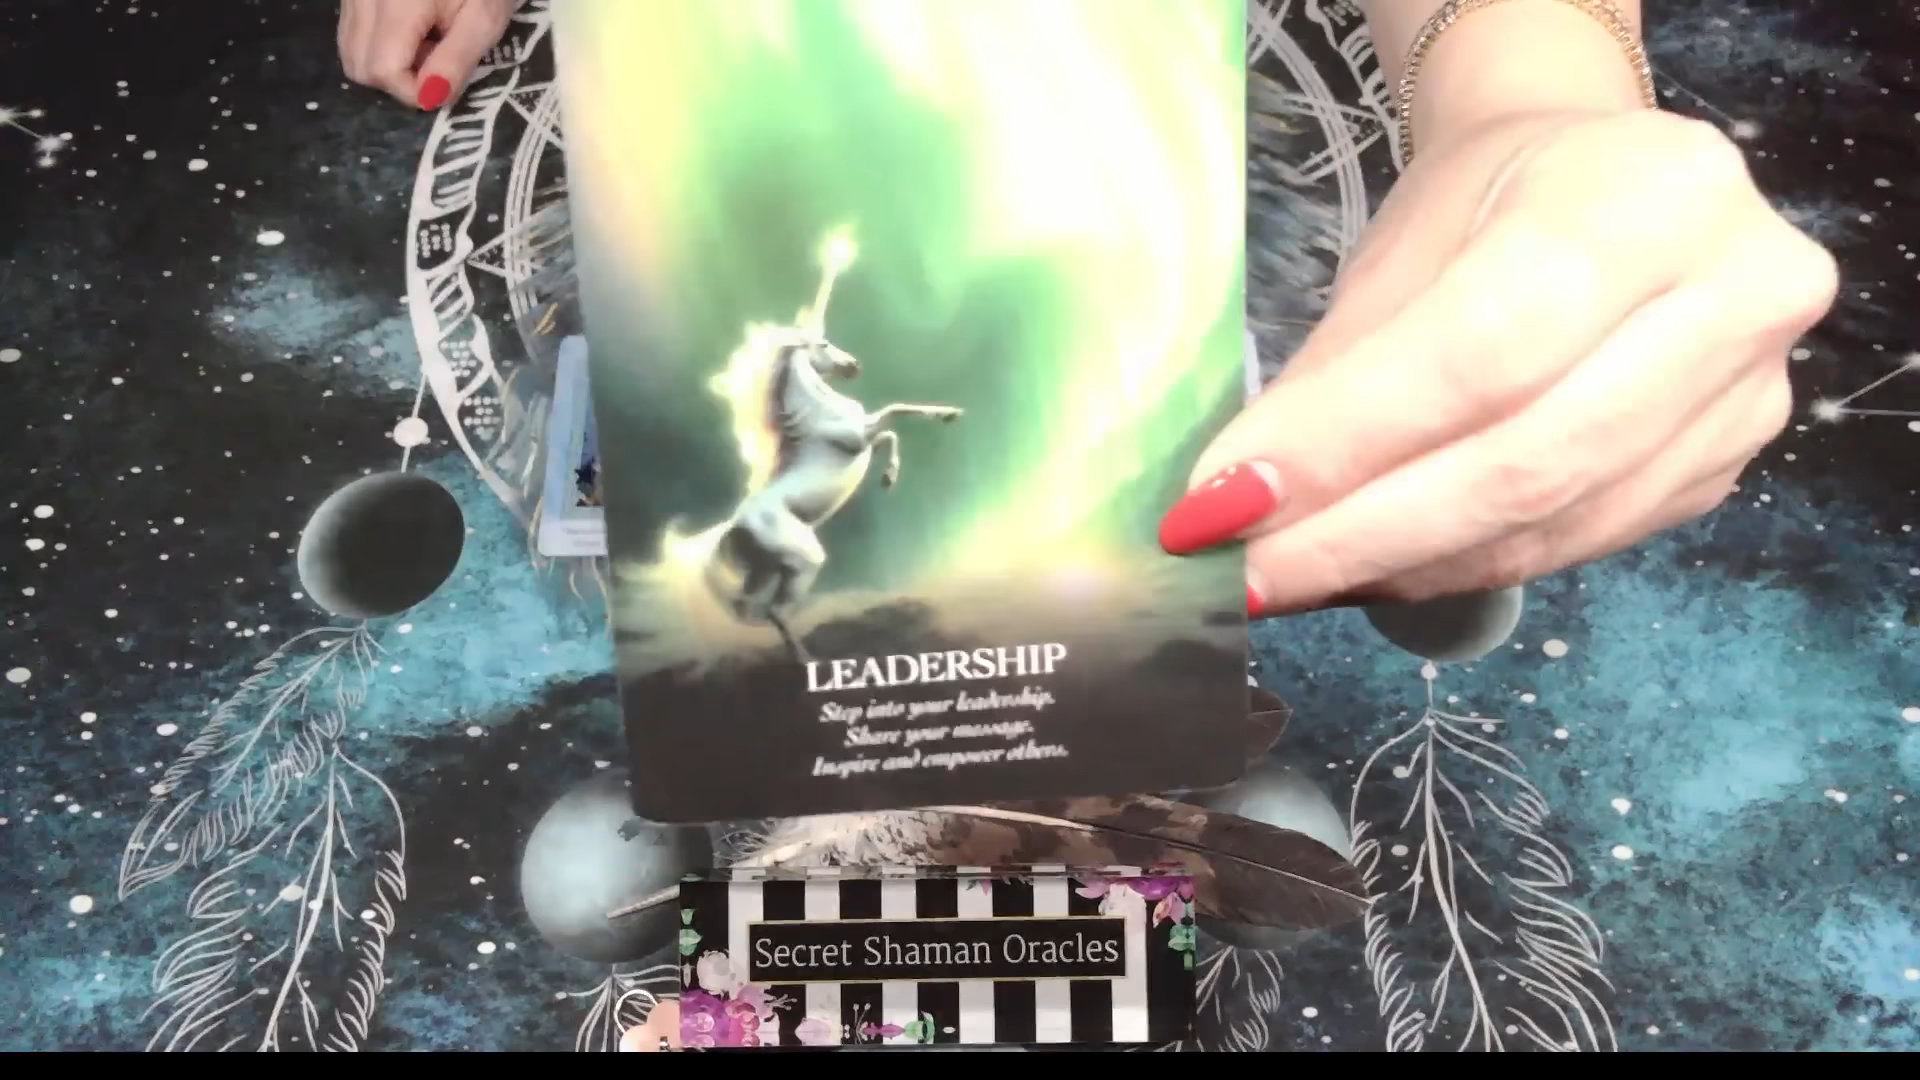 LEADERSHIP
Step into your leadership.
Share your message.
Inspire and empower others.
Secret Shaman Oracles